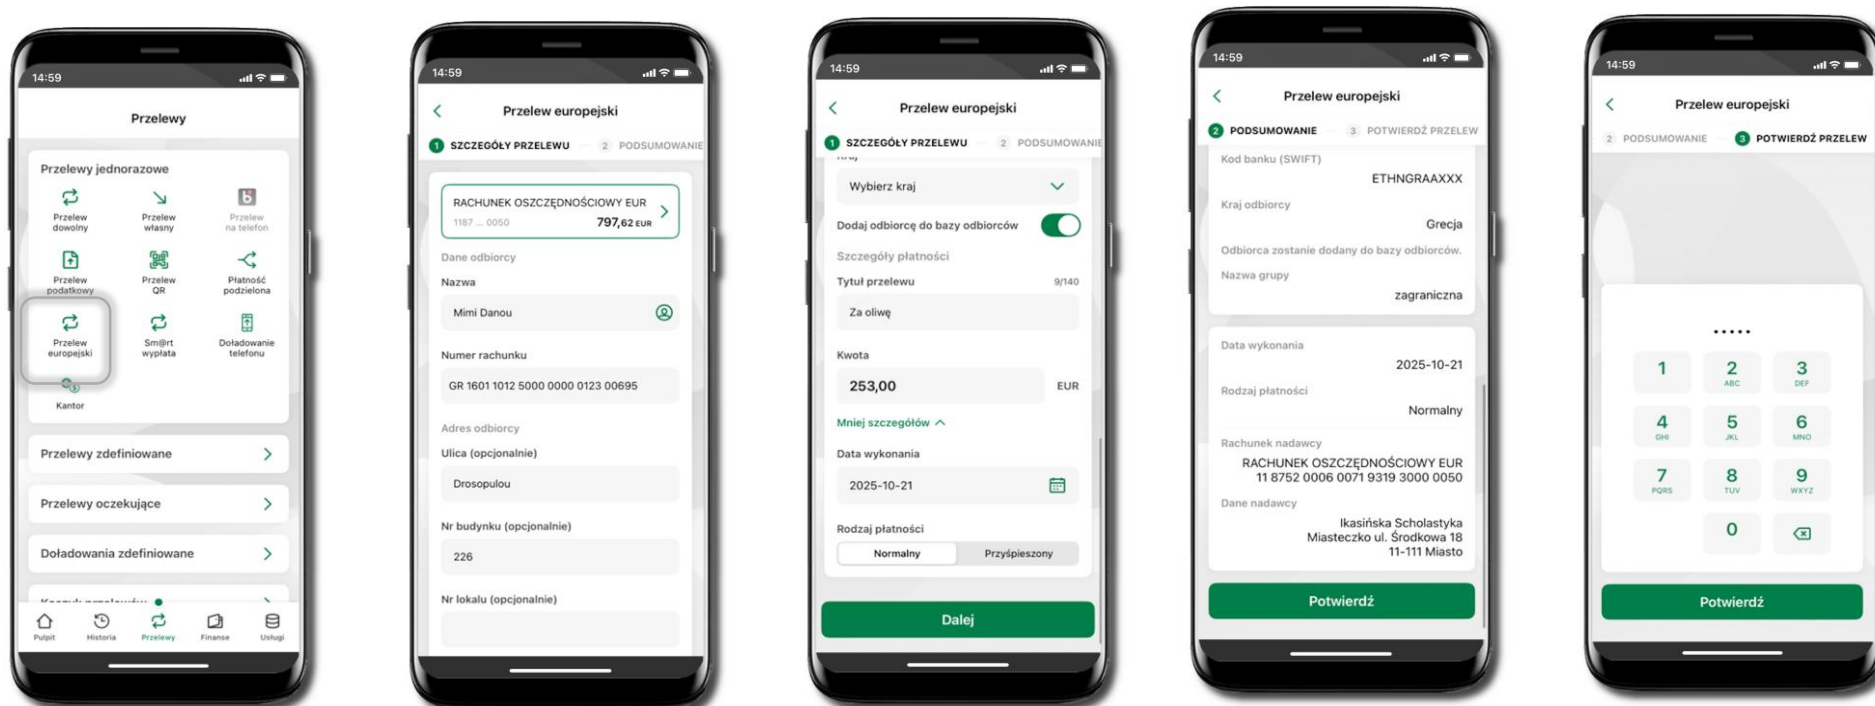 14:59
Przelewy
Przelewy jednorazowe
Przelew dowolny
Przelew własny
Przelew na telefon
Przelew podatkowy
Przelew QR
Płatność podzielona
Przelew europejski
Sm@rt wypłata
Doładowanie telefonu
Kantor
Przelewy zdefiniowane
Przelewy oczekujące
Doładowania zdefiniowane
Pulpit Historia Przelewy Finanse Usługi
14:59
Przelew europejski
1 SZCZEGÓŁY PRZELEWU 2 PODSUMOWANIE
RACHUNEK OSZCZĘDNOŚCIOWY EUR
1187 ... 0050 797,62 EUR
Dane odbiorcy
Nazwa
Mimi Danou
Numer rachunku
GR 1601 1012 5000 0000 0123 00695
Adres odbiorcy
Ulica (opcjonalnie)
Drosopulou
Nr budynku (opcjonalnie)
226
Nr lokalu (opcjonalnie)
14:59
Przelew europejski
1 SZCZEGÓŁY PRZELEWU 2 PODSUMOWANIE
Wybierz kraj
Dodaj odbiorcę do bazy odbiorców
Szczegóły płatności
Tytuł przelewu 9/140
Za oliwę
Kwota
253,00 EUR
Mniej szczegółów
Data wykonania
2025-10-21
Rodzaj płatności
Normalny Przyśpieszony
Dalej
14:59
Przelew europejski
2 PODSUMOWANIE 3 POTWIERDŹ PRZELEW
Kod banku (SWIFT)
ETHNGRAAXXX
Kraj odbiorcy
Grecja
Odbiorca zostanie dodany do bazy odbiorców.
Nazwa grupy
zagraniczna
Data wykonania
2025-10-21
Rodzaj płatności
Normalny
Rachunek nadawcy
RACHUNEK OSZCZĘDNOŚCIOWY EUR
11 8752 0006 0071 9319 3000 0050
Dane nadawcy
Ikasińska Scholastyka
Miasteczko ul. Środkowa 18
11-111 Miasto
Potwierdź
14:59
Przelew europejski
2 PODSUMOWANIE 3 POTWIERDŹ PRZELEW
•••••
1 2 ABC 3 DEF
4 GHI 5 JKL 6 MNO
7 PQRS 8 TUV 9 WXYZ
0
Potwierdź